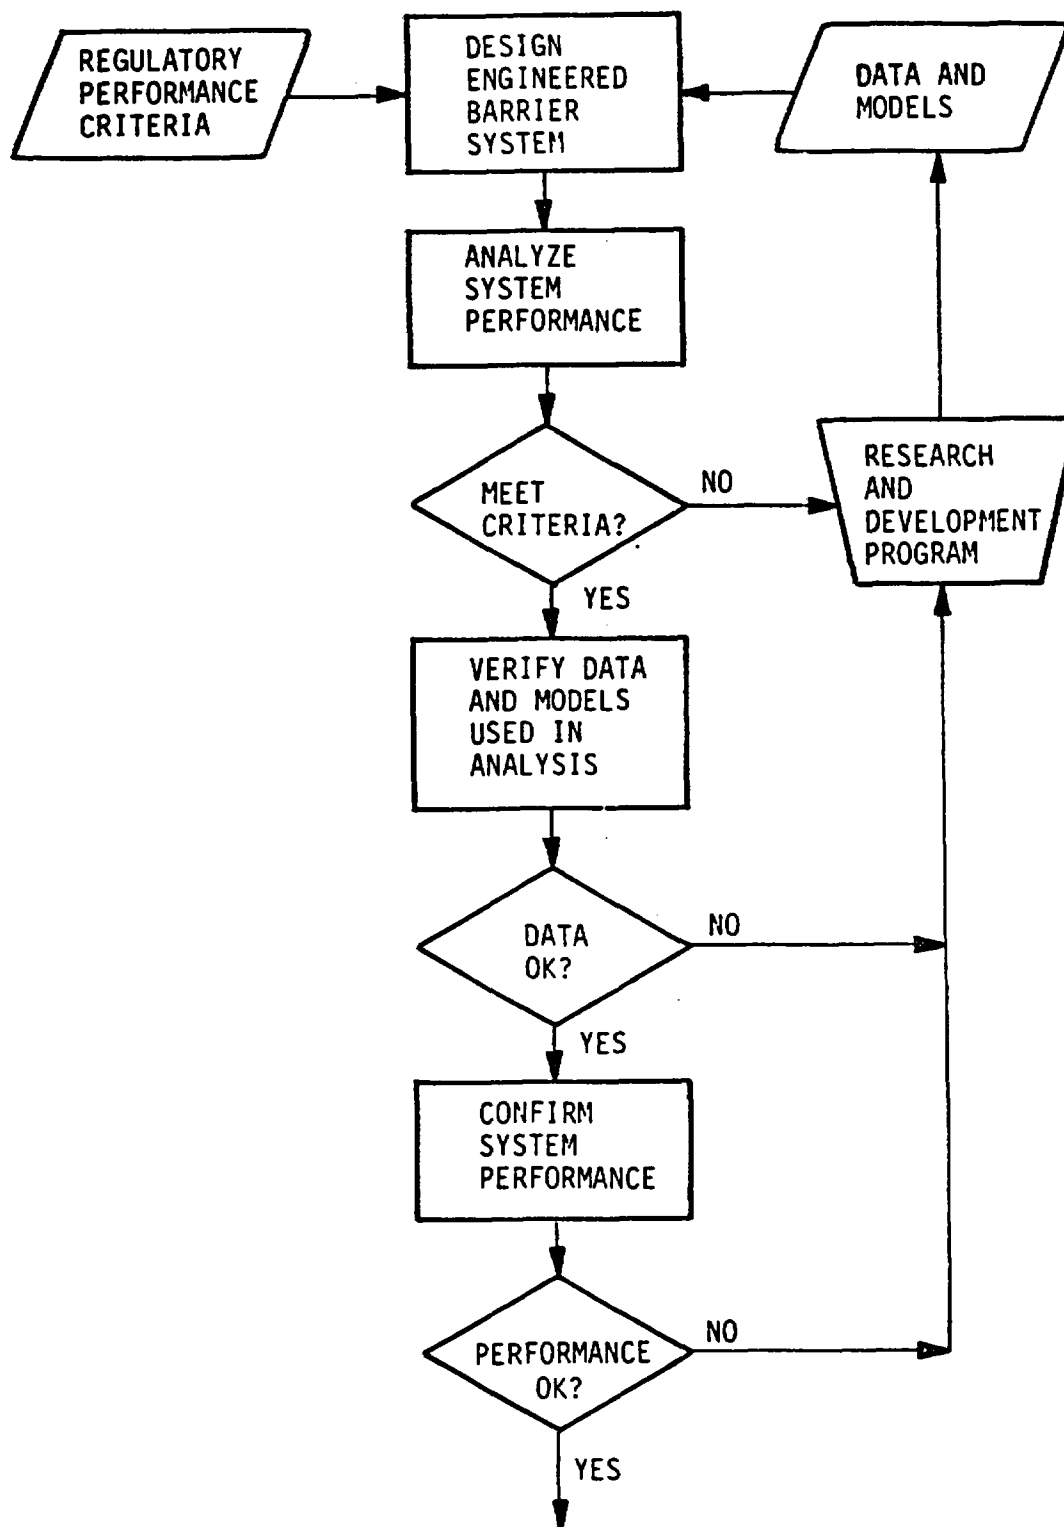 REGULATORY
PERFORMANCE
CRITERIA
DESIGN
ENGINEERED
BARRIER
SYSTEM
DATA AND
MODELS
ANALYZE
SYSTEM
PERFORMANCE
MEET
CRITERIA?
NO
RESEARCH
AND
DEVELOPMENT
PROGRAM
YES
VERIFY DATA
AND MODELS
USED IN
ANALYSIS
DATA
OK?
NO
YES
CONFIRM
SYSTEM
PERFORMANCE
PERFORMANCE
OK?
NO
YES